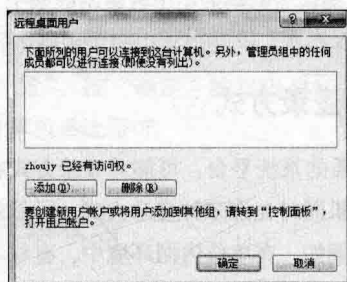 远程桌面用户
下面所列的用户可以连接到这台计算机。另外，管理员组中的任何
成员都可以进行连接(即使没有列出)。
zhoujy 已经有访问权。
添加(D)... 删除(R)
要创建新用户帐户或将用户添加到其他组，请转到“控制面板”，
打开用户帐户。
确定 取消